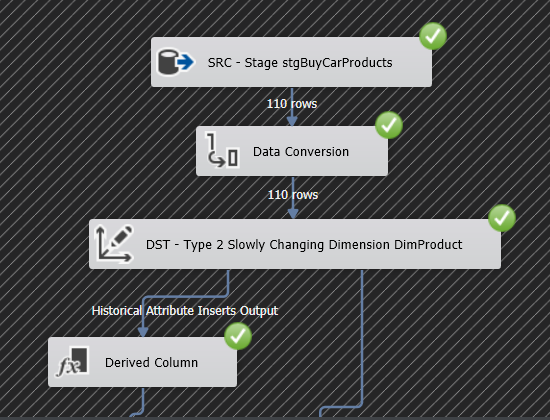 SRC - Stage stgBuyCarProducts
110 rows
Data Conversion
110 rows
DST - Type 2 Slowly Changing Dimension DimProduct
Historical Attribute Inserts Output
fx
Derived Column